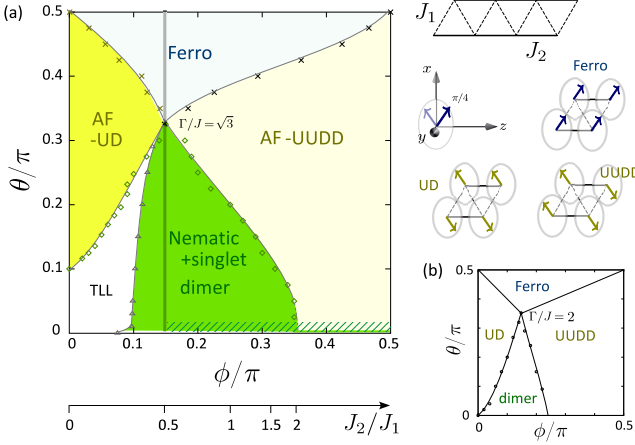 (a)
0.5
0.4
0.3
0.2
0.1
0
θ/π
Ferro
AF
-UD
Γ/J = √3
AF -UUDD
Nematic
+singlet
dimer
TLL
0 0.1 0.2 0.3 0.4 0.5
ϕ/π
0 0.5 1 1.5 2 J₂/J₁
J₁
J₂
x
π/4
y
z
Ferro
UD
UUDD
(b)
0.5
0
θ/π
Ferro
Γ/J = 2
UD
UUDD
dimer
0 0.5
ϕ/π